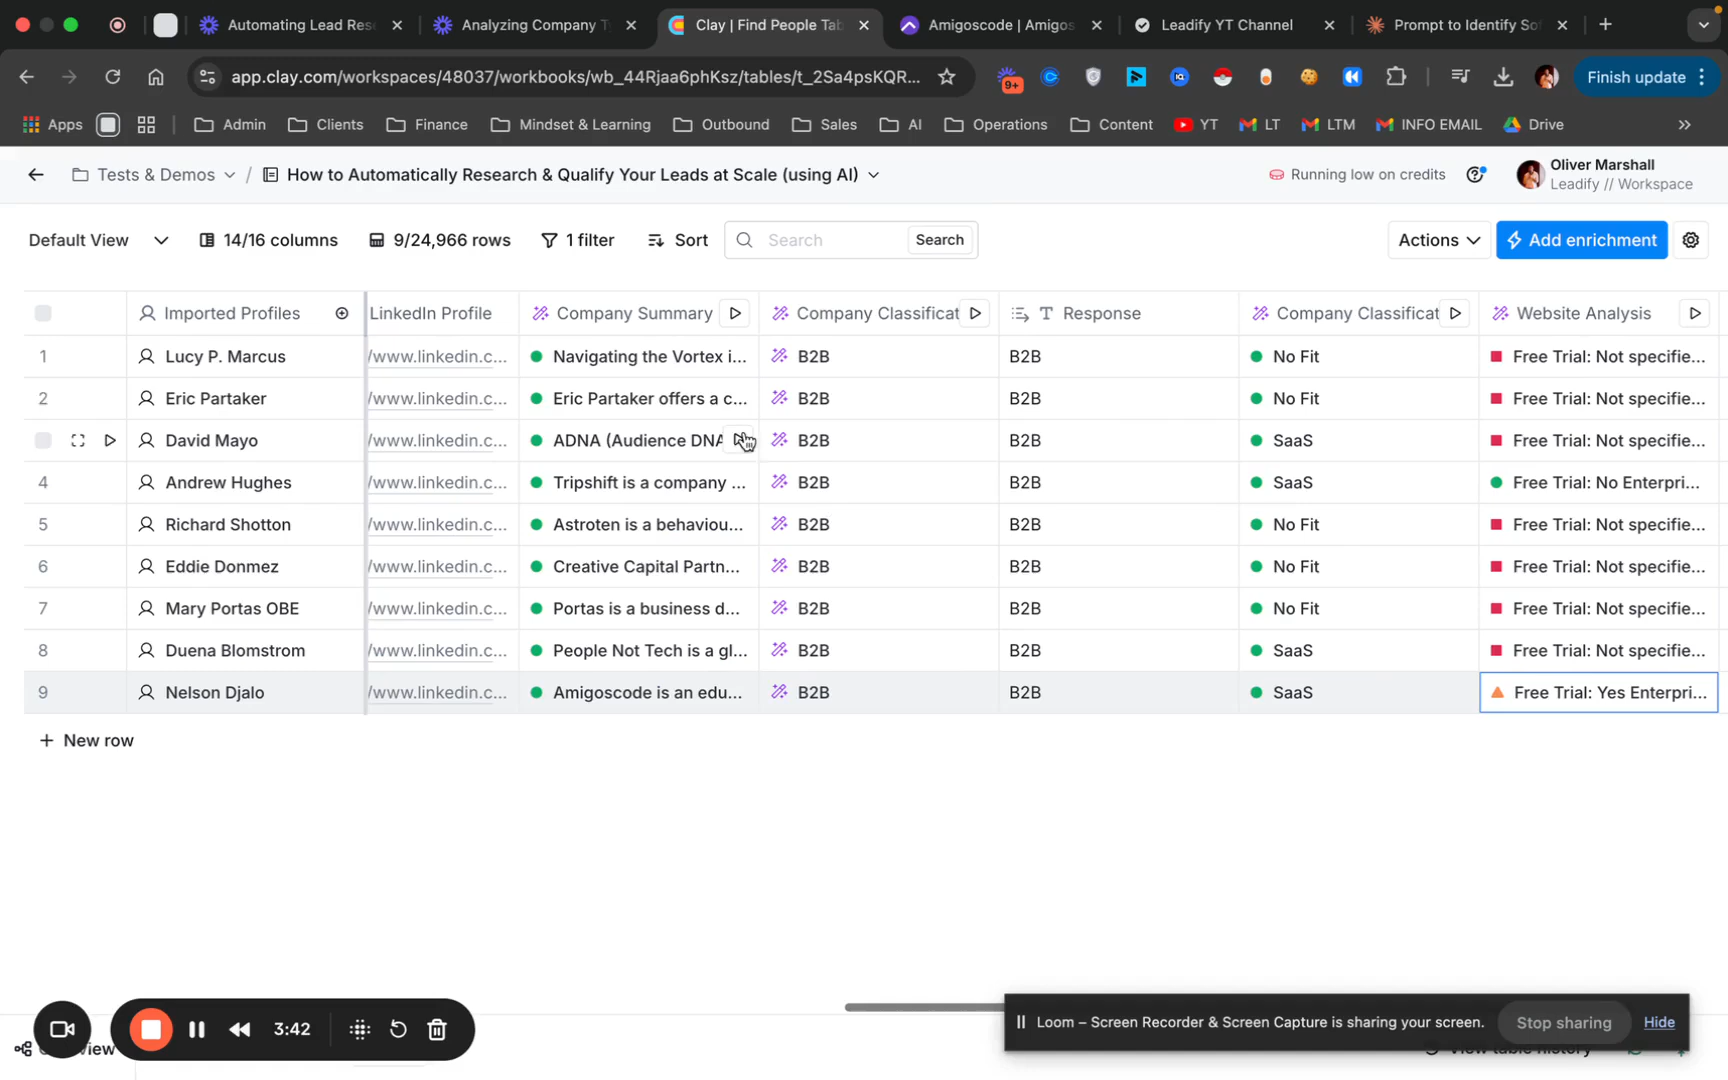 Automating Lead Res
Analyzing Company T
Clay | Find People Tab
Amigoscode | Amigos
Leadify YT Channel
Prompt to Identify Sof
app.clay.com/workspaces/48037/workbooks/wb_44Rjaa6phKsz/tables/t_2Sa4psKQR...
9+
Finish update
Apps
Admin
Clients
Finance
Mindset & Learning
Outbound
Sales
AI
Operations
Content
YT
LT
LTM
INFO EMAIL
Drive
Tests & Demos
/
How to Automatically Research & Qualify Your Leads at Scale (using AI)
Running low on credits
Oliver Marshall
Leadify // Workspace
Default View
14/16 columns
9/24,966 rows
1 filter
Sort
Search
Search
Actions
Add enrichment
Imported Profiles LinkedIn Profile Company Summary Company Classificat Response Company Classificat Website Analysis
1 Lucy P. Marcus /www.linkedin.c... Navigating the Vortex i... B2B B2B No Fit Free Trial: Not specifie...
2 Eric Partaker /www.linkedin.c... Eric Partaker offers a c... B2B B2B No Fit Free Trial: Not specifie...
David Mayo /www.linkedin.c... ADNA (Audience DNA B2B B2B SaaS Free Trial: Not specifie...
4 Andrew Hughes /www.linkedin.c... Tripshift is a company ... B2B B2B SaaS Free Trial: No Enterpri...
5 Richard Shotton /www.linkedin.c... Astroten is a behaviou... B2B B2B No Fit Free Trial: Not specifie...
6 Eddie Donmez /www.linkedin.c... Creative Capital Partn... B2B B2B No Fit Free Trial: Not specifie...
7 Mary Portas OBE /www.linkedin.c... Portas is a business d... B2B B2B No Fit Free Trial: Not specifie...
8 Duena Blomstrom /www.linkedin.c... People Not Tech is a gl... B2B B2B SaaS Free Trial: Not specifie...
9 Nelson Djalo /www.linkedin.c... Amigoscode is an edu... B2B B2B SaaS Free Trial: Yes Enterpri...
+ New row
3:42
Loom – Screen Recorder & Screen Capture is sharing your screen.
Stop sharing
Hide
View table history